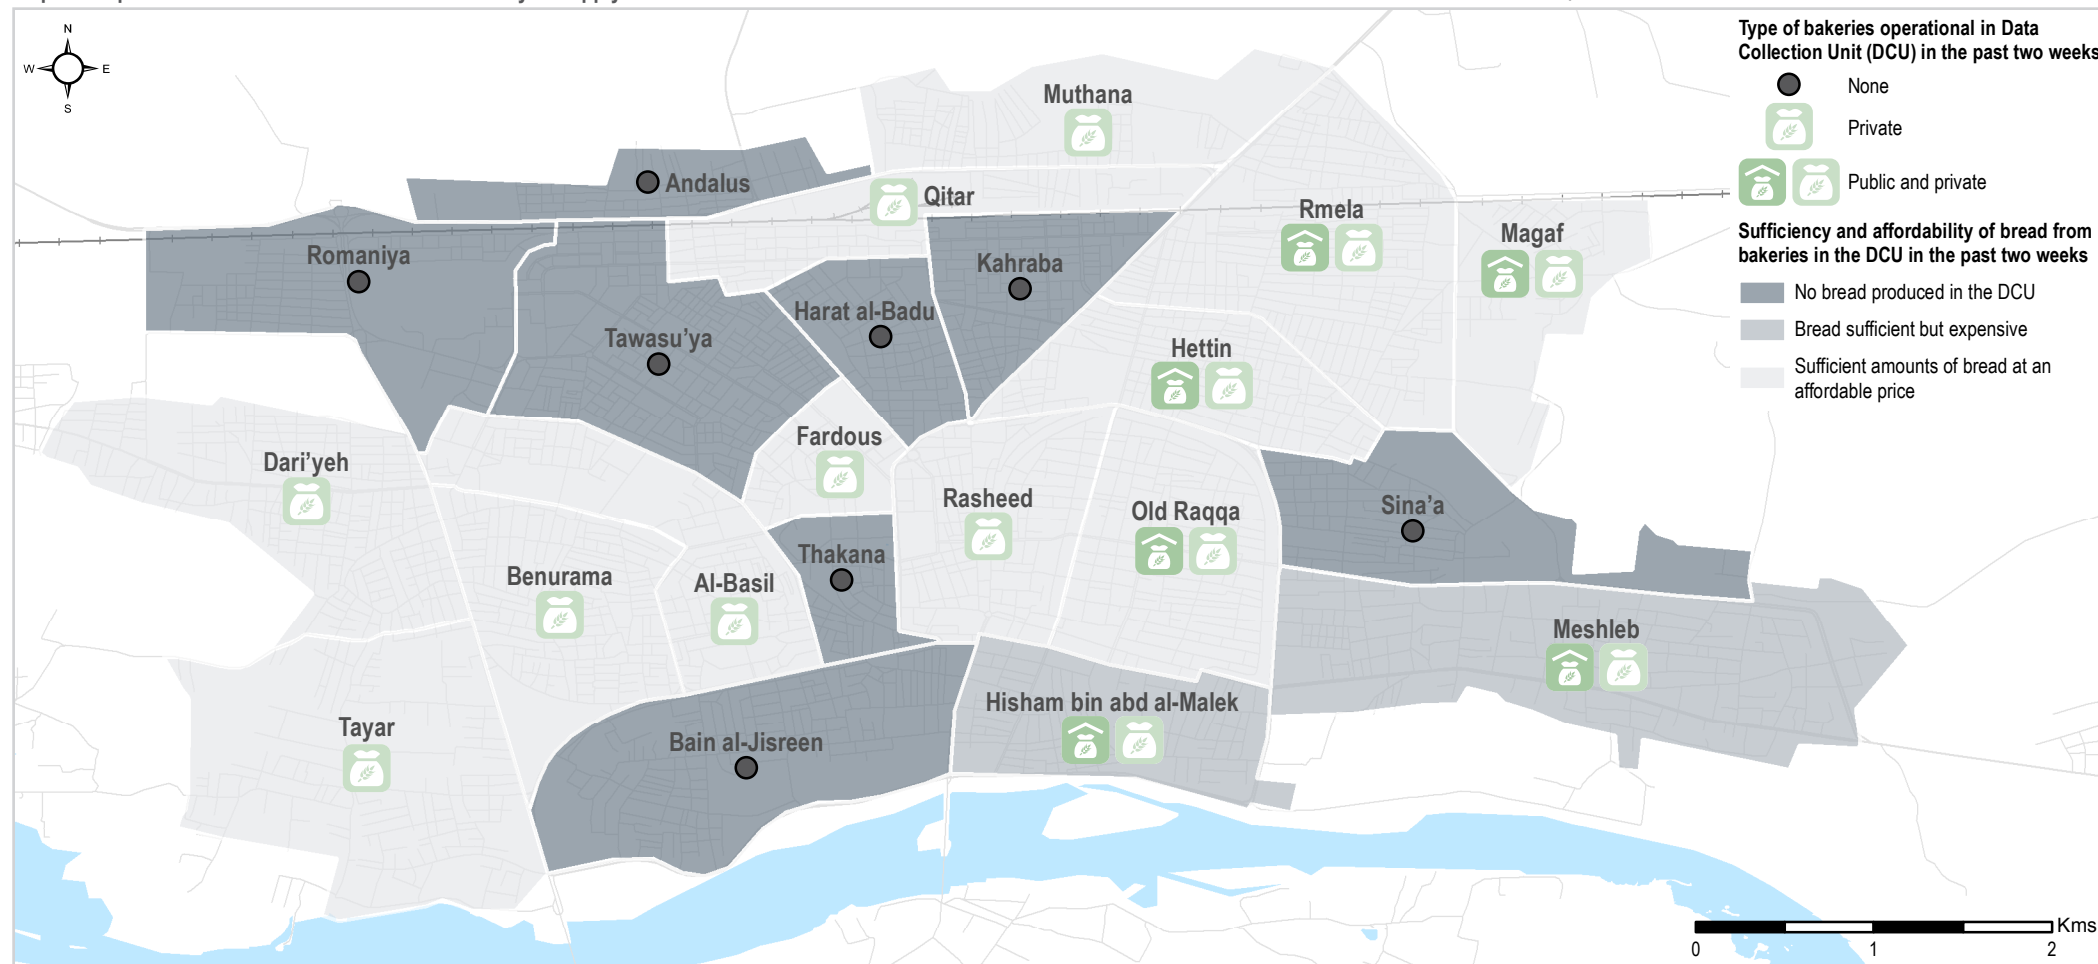 N
W
E
S
Type of bakeries operational in Data
Collection Unit (DCU) in the past two weeks
None
Private
Public and private
Sufficiency and affordability of bread from
bakeries in the DCU in the past two weeks
No bread produced in the DCU
Bread sufficient but expensive
Sufficient amounts of bread at an
affordable price
Muthana
Andalus
Qitar
Rmela
Magaf
Romaniya
Kahraba
Harat al-Badu
Tawasu’ya
Hettin
Fardous
Dari’yeh
Rasheed
Old Raqqa
Sina’a
Thakana
Benurama
Al-Basil
Meshleb
Hisham bin abd al-Malek
Tayar
Bain al-Jisreen
Kms
0
1
2